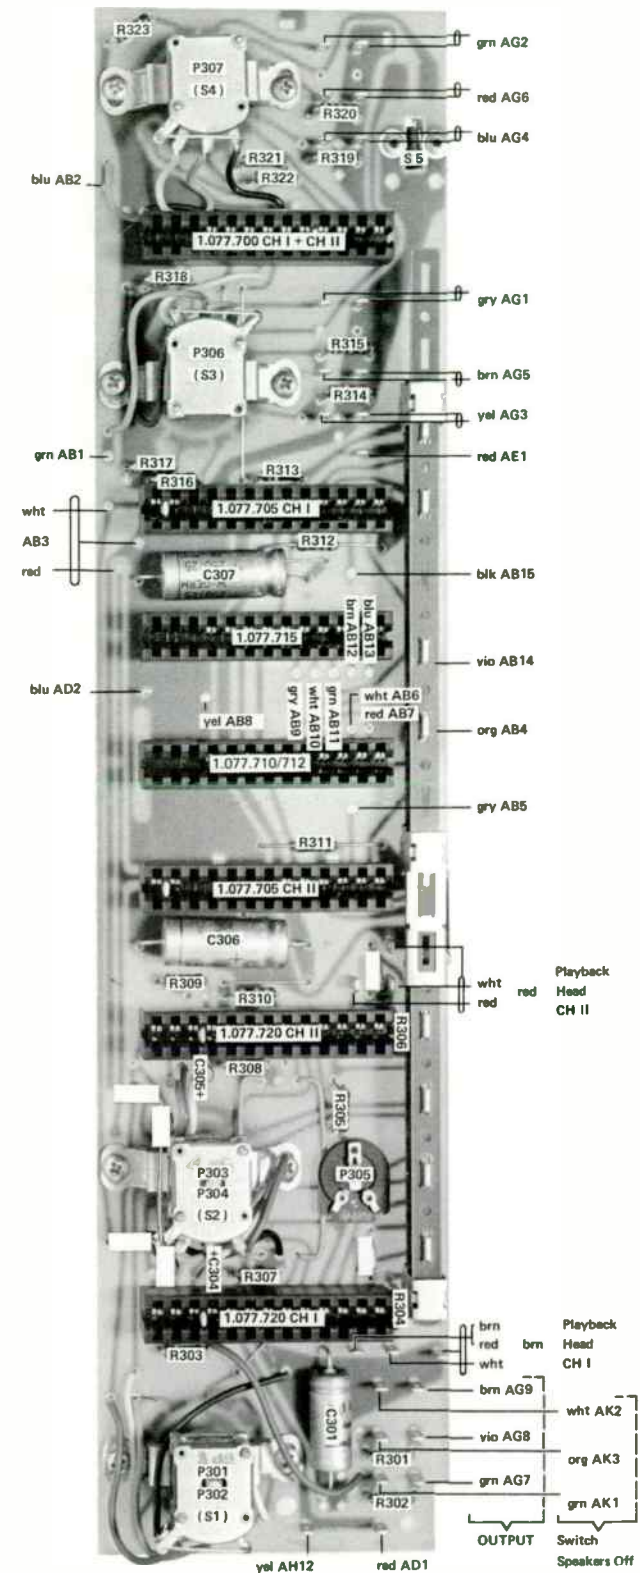 R323
grn AG2
P307
(S4)
red AG6
R320
blu AG4
R321
R319
S 5
R322
blu AB2
1.077.700 CH I + CH II
R318
gry AG1
R315
P306
(S3)
brn AG5
R314
yel AG3
grn AB1
red AE1
R317
R313
R316
wht
1.077.705 CH I
AB3
R312
red
C307
blk AB15
blu AB13
brn AB12
1.077.715
vio AB14
blu AD2
wht AB6
red AB7
yel AB8
gry AB9
wht AB10
grn AB11
org AB4
1.077.710/712
gry AB5
R311
1.077.705 CH II
C306
R309
wht
red
red
Playback
Head
CH II
R310
1.077.720 CH II
R306
C305+
R308
R305
P303
P304
(S2)
P305
+C304
R307
R304
1.077.720 CH I
brn
red
wht
brn
Playback
Head
CH I
R303
brn AG9
wht AK2
C301
vio AG8
R301
org AK3
P301
P302
(S1)
grn AG7
R302
grn AK1
OUTPUT
Switch
Speakers Off
yel AH12
red AD1